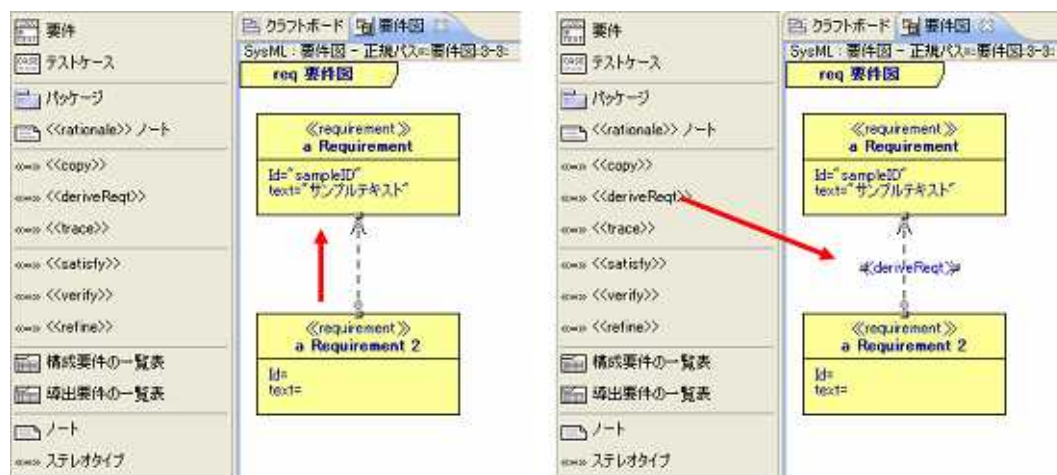 要件
テストケース
パッケージ
<<rationale>> ノート
<<copy>>
<<deriveReqt>>
<<trace>>
<<satisfy>>
<<verify>>
<<refine>>
構成要件の一覧表
導出要件の一覧表
ノート
ステレオタイプ
クラフトボード 要件図
SysML : 要件図 - 正規パス=:要件図:3-3:
req 要件図
≪requirement≫
a Requirement
Id="sampleID"
text="サンプルテキスト"
≪requirement≫
a Requirement 2
Id=
text=
要件
テストケース
パッケージ
<<rationale>> ノート
<<copy>>
<<deriveReqt>>
<<trace>>
<<satisfy>>
<<verify>>
<<refine>>
構成要件の一覧表
導出要件の一覧表
ノート
ステレオタイプ
クラフトボード 要件図
SysML : 要件図 - 正規パス=:要件図:3-3:
req 要件図
≪requirement≫
a Requirement
Id="sampleID"
text="サンプルテキスト"
≪deriveReqt≫
≪requirement≫
a Requirement 2
Id=
text=